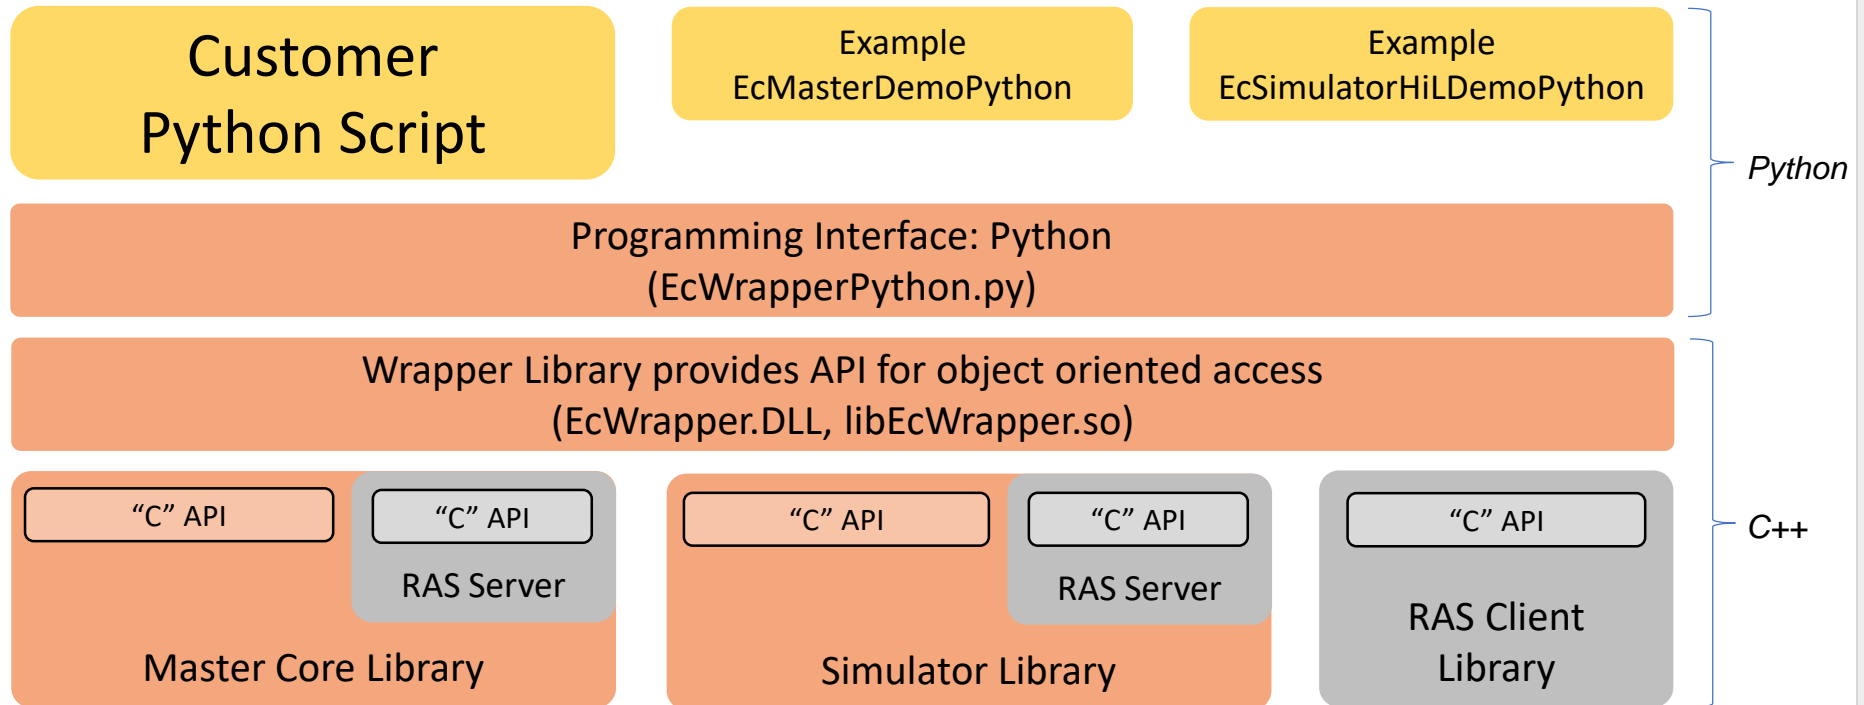 Customer
Python Script
Example
EcMasterDemoPython
Example
EcSimulatorHiLDemoPython
Python
Programming Interface: Python
(EcWrapperPython.py)
Wrapper Library provides API for object oriented access
(EcWrapper.DLL, libEcWrapper.so)
“C” API
“C” API
RAS Server
Master Core Library
“C” API
“C” API
RAS Server
Simulator Library
“C” API
RAS Client
Library
C++